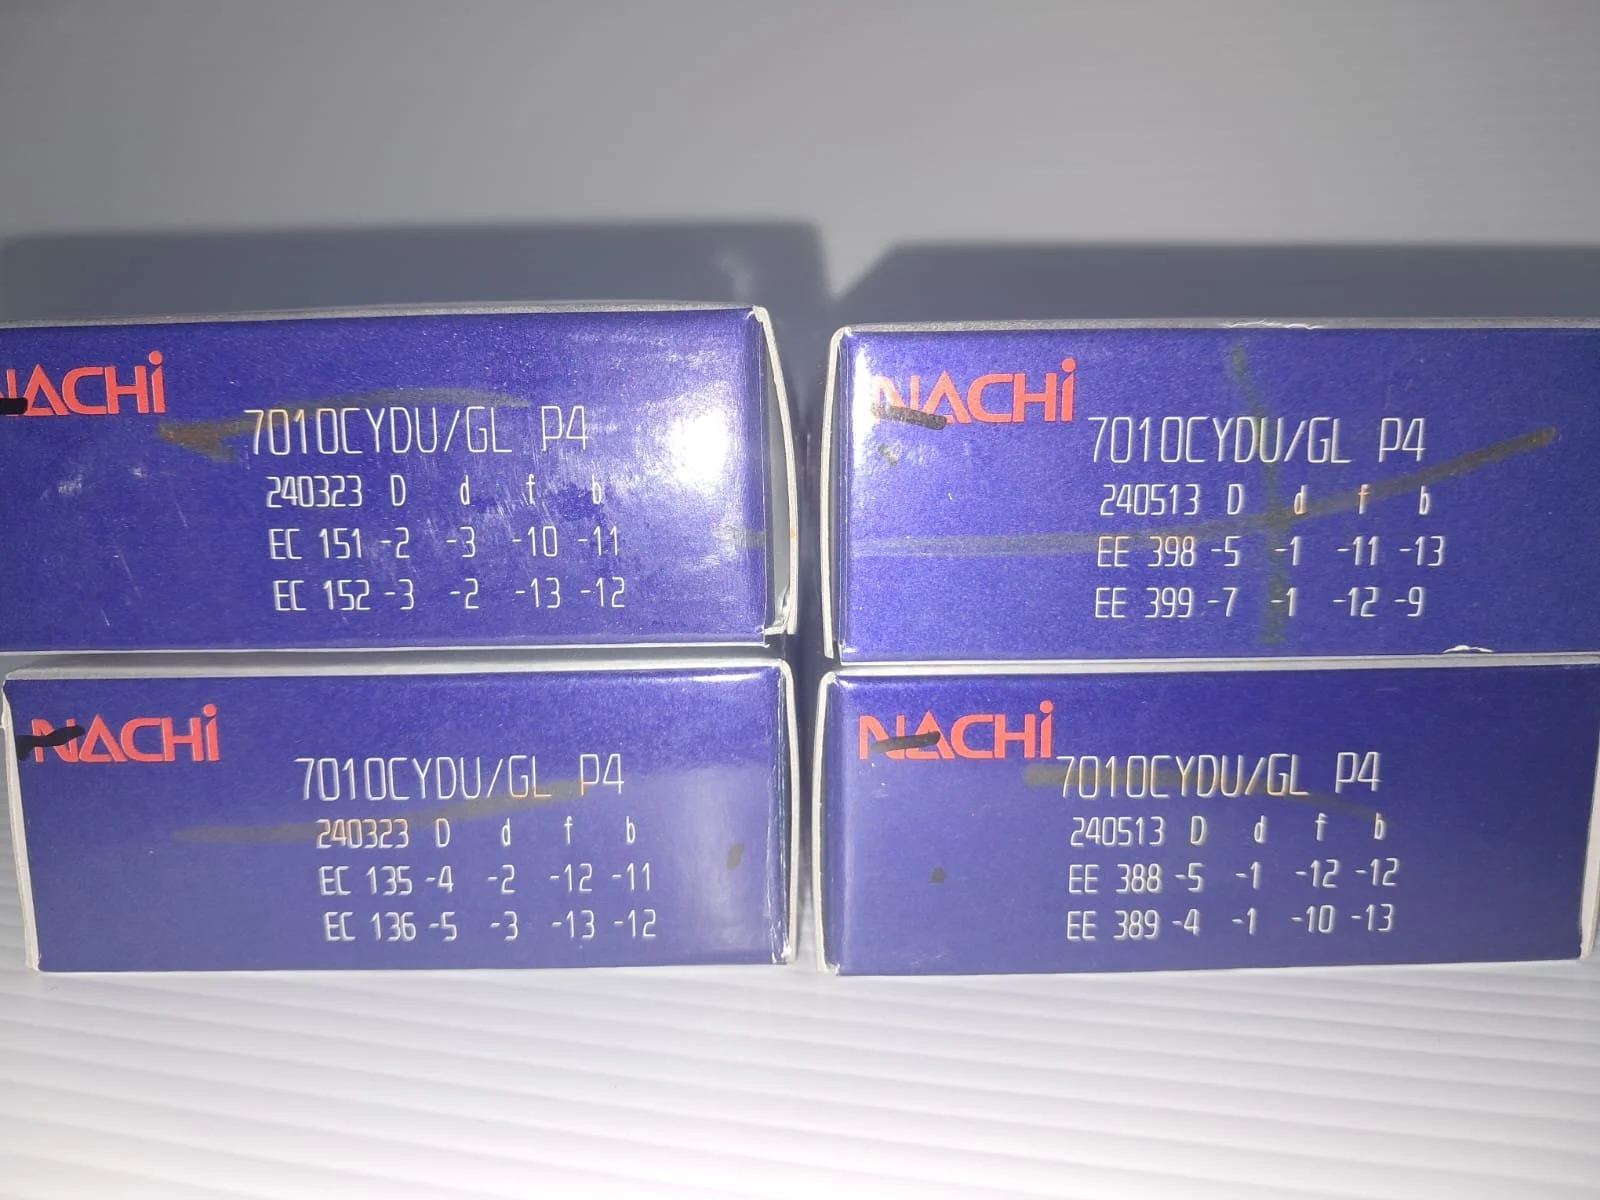 NACHi
7010CYDU/GL P4
240323 D d f b
EC 151 -2 -3 -10 -11
EC 152 -3 -2 -13 -12
NACHi
7010CYDU/GL P4
240513 D d f b
EE 398 -5 -1 -11 -13
EE 399 -7 -1 -12 -9
NACHi
7010CYDU/GL P4
240323 D d f b
EC 135 -4 -2 -12 -11
EC 136 -5 -3 -13 -12
NACHi
7010CYDU/GL P4
240513 D d f b
EE 388 -5 -1 -12 -12
EE 389 -4 -1 -10 -13